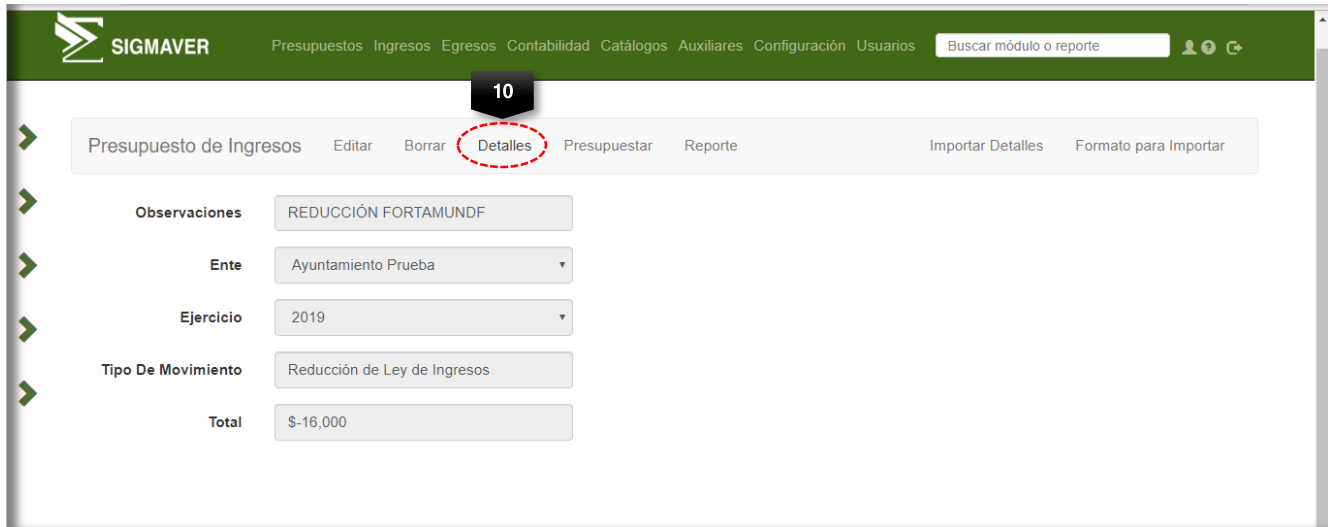 SIGMAVER Presupuestos Ingresos Egresos Contabilidad Catálogos Auxiliares Configuración Usuarios Buscar módulo o reporte
10
Presupuesto de Ingresos Editar Borrar Detalles Presupuestar Reporte Importar Detalles Formato para Importar
Observaciones REDUCCIÓN FORTAMUNDF
Ente Ayuntamiento Prueba
Ejercicio 2019
Tipo De Movimiento Reducción de Ley de Ingresos
Total $-16,000